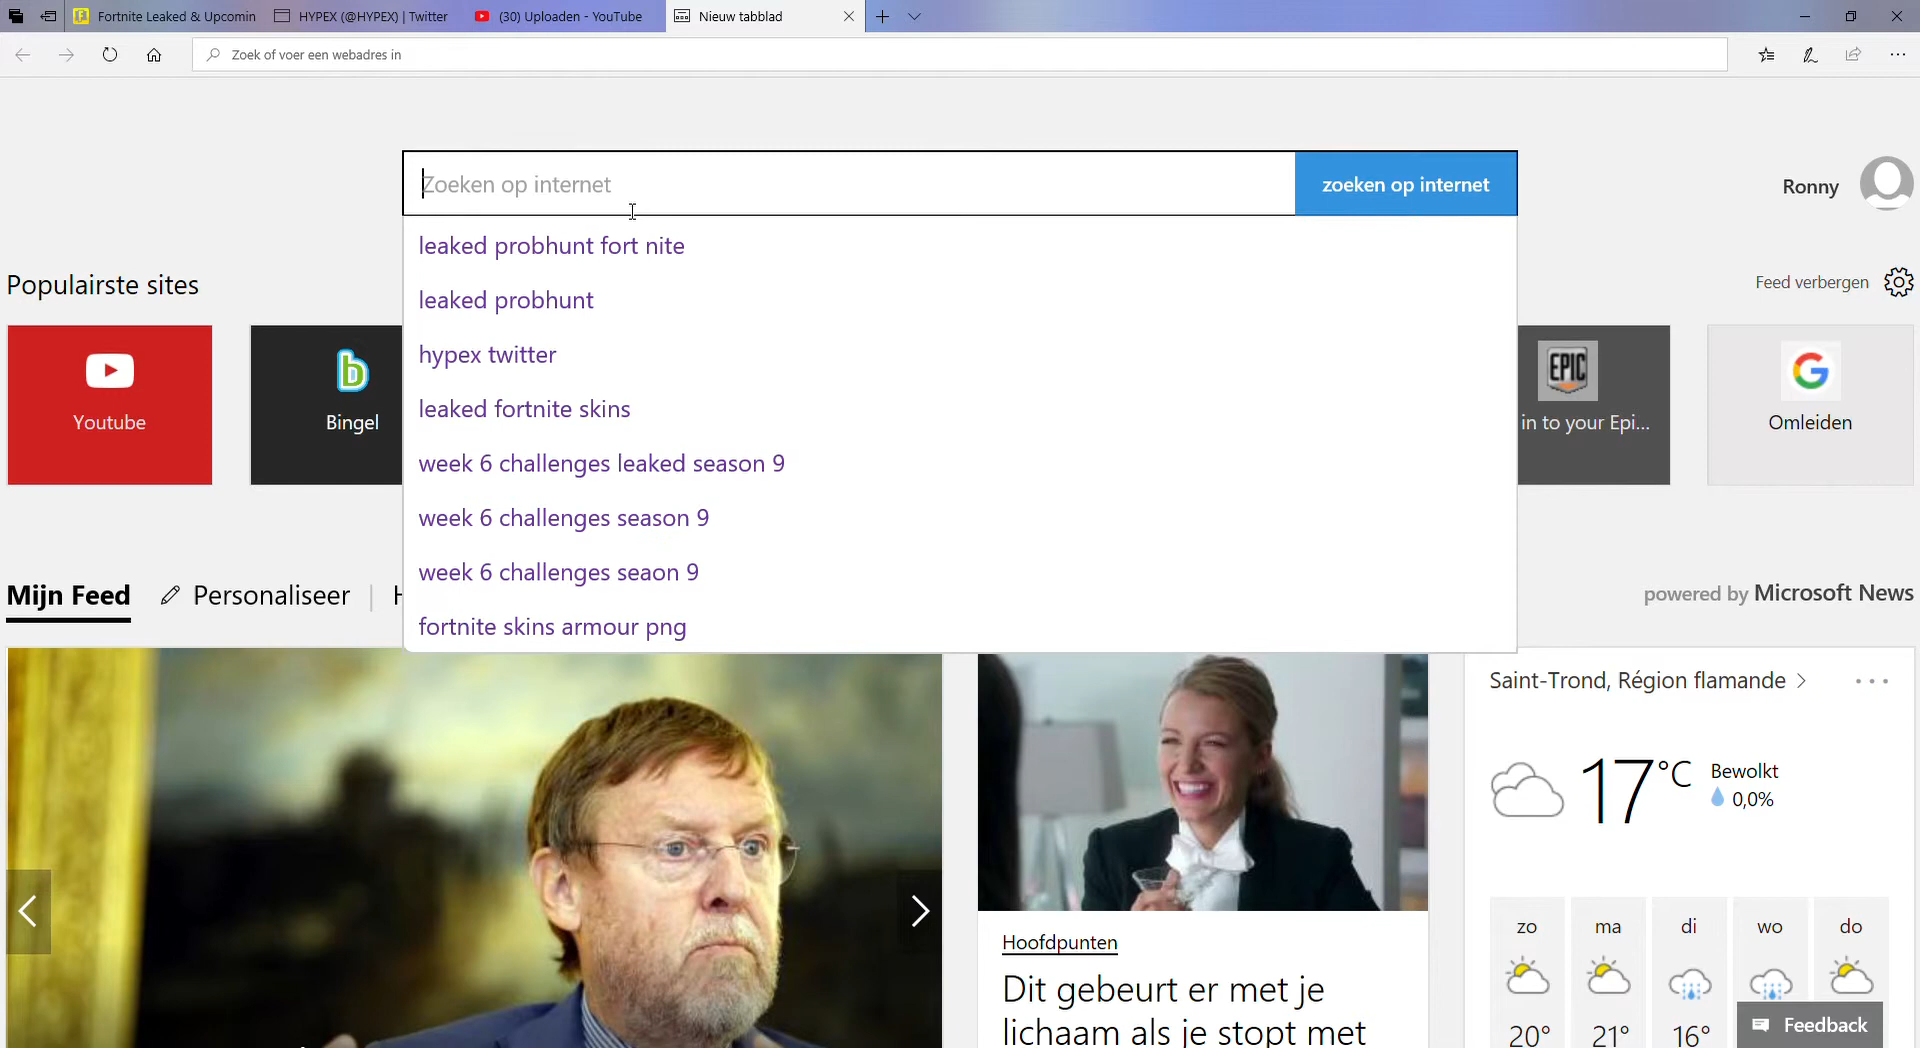 Fortnite Leaked & Upcomin
HYPEX (@HYPEX) | Twitter
(30) Uploaden - YouTube
Nieuw tabblad
Zoek of voer een webadres in
Zoeken op internet
zoeken op internet
Ronny
leaked probhunt fort nite
leaked probhunt
hypex twitter
leaked fortnite skins
week 6 challenges leaked season 9
week 6 challenges season 9
week 6 challenges seaon 9
fortnite skins armour png
Populairste sites
Feed verbergen
Youtube
b
Bingel
EPIC
in to your Epi...
G
Omleiden
Mijn Feed
Personaliseer
powered by Microsoft News
Hoofdpunten
Dit gebeurt er met je
lichaam als je stopt met
Saint-Trond, Région flamande
17°C
Bewolkt
0,0%
zo ma di wo do
20° 21° 16°
Feedback